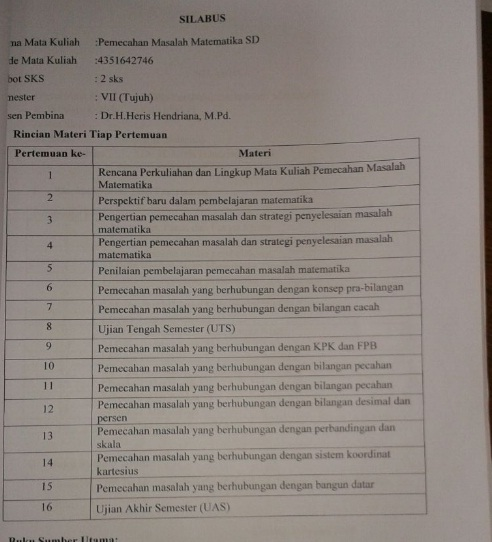 SILABUS
ma Mata Kuliah :Pemecahan Masalah Matematika SD
de Mata Kuliah :4351642746
bot SKS : 2 sks
mester : VII (Tujuh)
sen Pembina : Dr.H.Heris Hendriana, M.Pd.
Rincian Materi Tiap Pertemuan
Pertemuan ke- Materi
1 Rencana Perkuliahan dan Lingkup Mata Kuliah Pemecahan Masalah
Matematika
2 Perspektif baru dalam pembelajaran matematika
3 Pengertian pemecahan masalah dan strategi penyelesaian masalah
matematika
4 Pengertian pemecahan masalah dan strategi penyelesaian masalah
matematika
5 Penilaian pembelajaran pemecahan masalah matematika
6 Pemecahan masalah yang berhubungan dengan konsep pra-bilangan
7 Pemecahan masalah yang berhubungan dengan bilangan cacah
8 Ujian Tengah Semester (UTS)
9 Pemecahan masalah yang berhubungan dengan KPK dan FPB
10 Pemecahan masalah yang berhubungan dengan bilangan pecahan
11 Pemecahan masalah yang berhubungan dengan bilangan pecahan
12 Pemecahan masalah yang berhubungan dengan bilangan desimal dan
persen
13 Pemecahan masalah yang berhubungan dengan perbandingan dan
skala
14 Pemecahan masalah yang berhubungan dengan sistem koordinat
kartesius
15 Pemecahan masalah yang berhubungan dengan bangun datar
16 Ujian Akhir Semester (UAS)
Buku Sumber Utama: